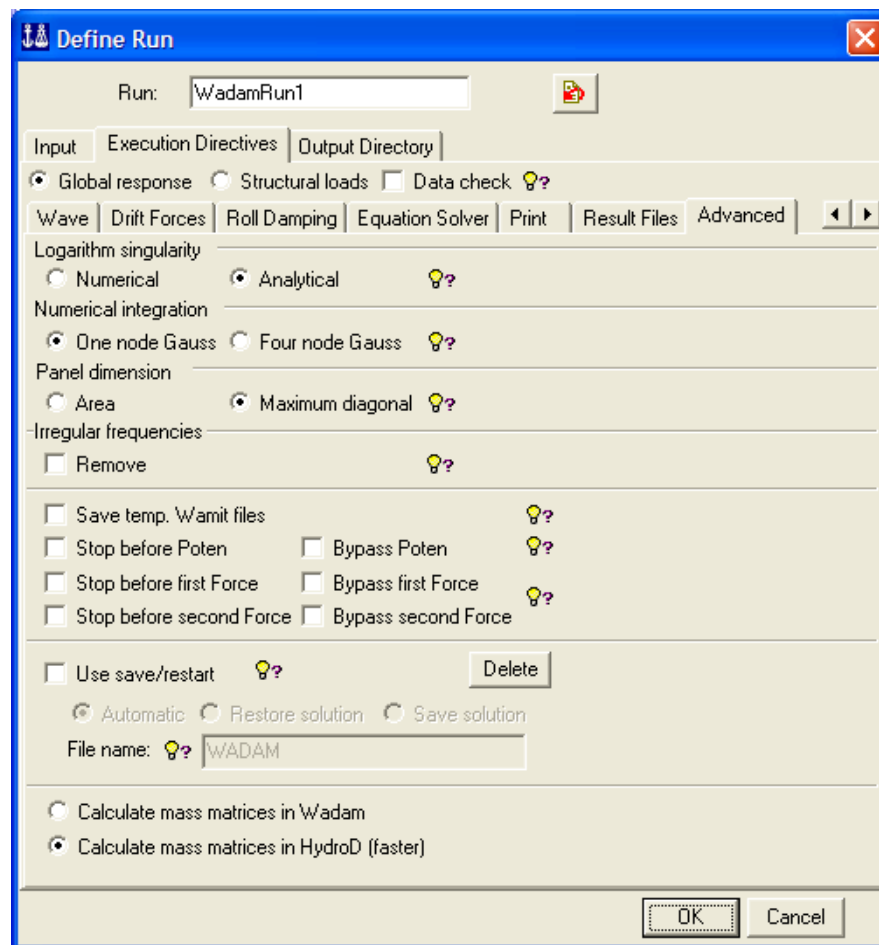 Define Run
Run: WadamRun1
Input Execution Directives Output Directory
Global response Structural loads Data check ?
Wave Drift Forces Roll Damping Equation Solver Print Result Files Advanced
Logarithm singularity
Numerical Analytical ?
Numerical integration
One node Gauss Four node Gauss ?
Panel dimension
Area Maximum diagonal ?
Irregular frequencies
Remove ?
Save temp. Wamit files ?
Stop before Poten Bypass Poten ?
Stop before first Force Bypass first Force ?
Stop before second Force Bypass second Force
Use save/restart ? Delete
Automatic Restore solution Save solution
File name: ? WADAM
Calculate mass matrices in Wadam
Calculate mass matrices in HydroD (faster)
OK Cancel